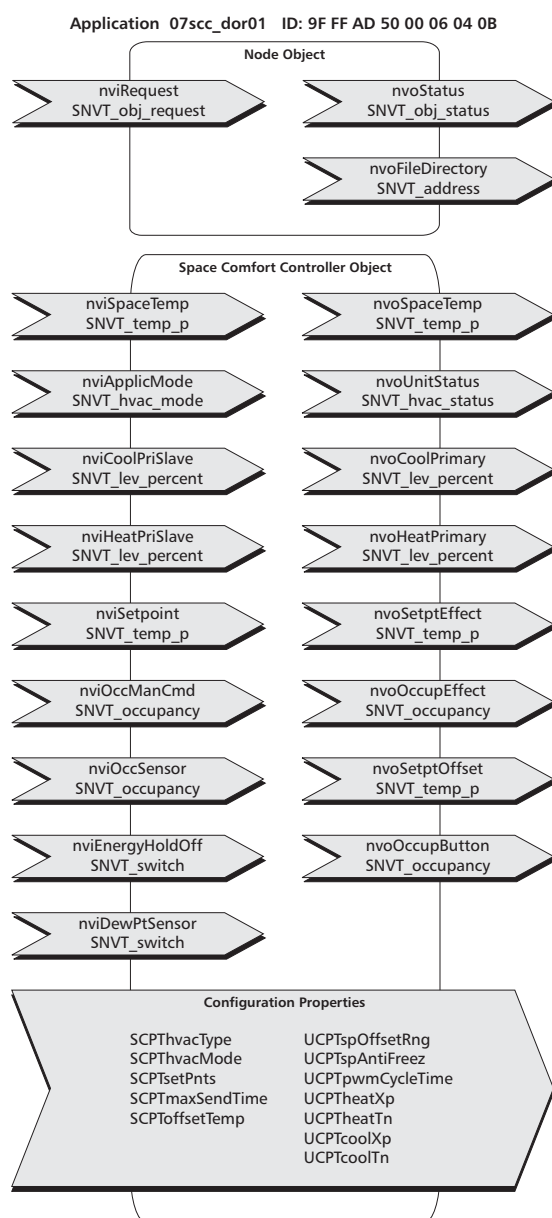 Application 07scc_dor01 ID: 9F FF AD 50 00 06 04 0B
Node Object
nviRequest
SNVT_obj_request
nvoStatus
SNVT_obj_status
nvoFileDirectory
SNVT_address
Space Comfort Controller Object
nviSpaceTemp
SNVT_temp_p
nvoSpaceTemp
SNVT_temp_p
nviApplicMode
SNVT_hvac_mode
nvoUnitStatus
SNVT_hvac_status
nviCoolPriSlave
SNVT_lev_percent
nvoCoolPrimary
SNVT_lev_percent
nviHeatPriSlave
SNVT_lev_percent
nvoHeatPrimary
SNVT_lev_percent
nviSetpoint
SNVT_temp_p
nvoSetptEffect
SNVT_temp_p
nviOccManCmd
SNVT_occupancy
nvoOccupEffect
SNVT_occupancy
nviOccSensor
SNVT_occupancy
nvoSetptOffset
SNVT_temp_p
nviEnergyHoldOff
SNVT_switch
nvoOccupButton
SNVT_occupancy
nviDewPtSensor
SNVT_switch
Configuration Properties
SCPThvacType
SCPThvacMode
SCPTsetPnts
SCPTmaxSendTime
SCPToffsetTemp
UCPTspOffsetRng
UCPTspAntiFreez
UCPTpwmCycleTime
UCPTheatXp
UCPTheatTn
UCPTcoolXp
UCPTcoolTn